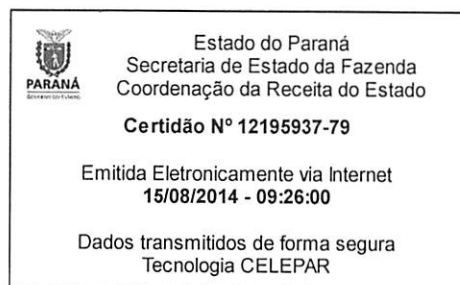 Estado do Paraná
Secretaria de Estado da Fazenda
PARANÁ
Coordenação da Receita do Estado
Certidão Nº 12195937-79
Emitida Eletronicamente via Internet
15/08/2014 - 09:26:00
Dados transmitidos de forma segura
Tecnologia CELEPAR